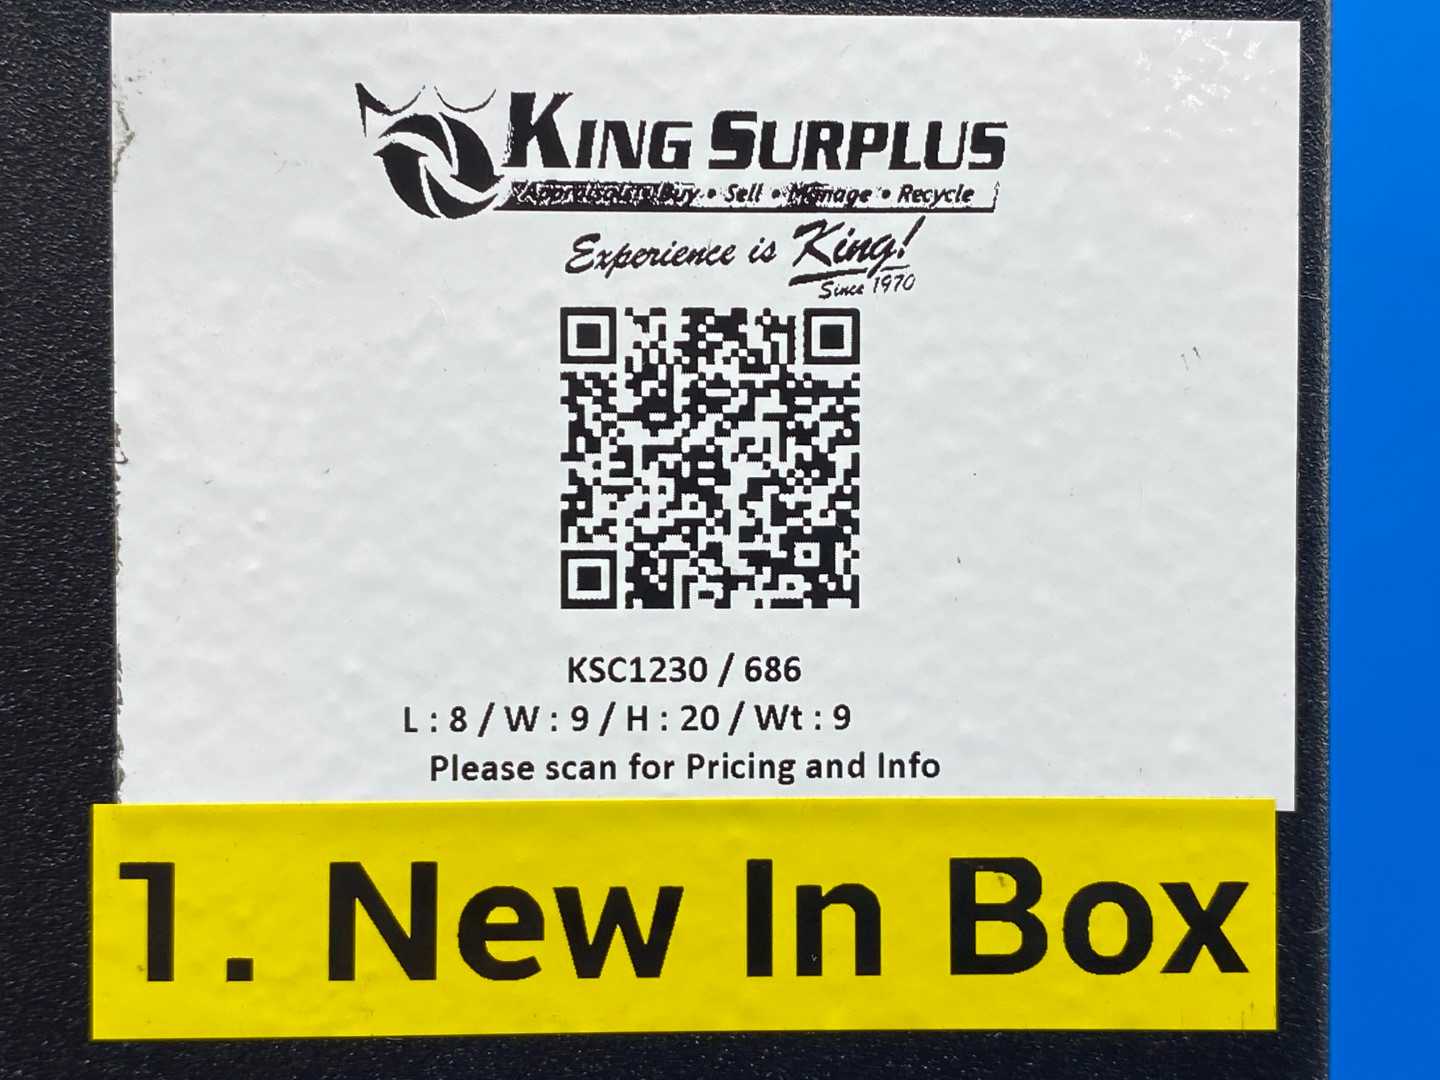 KING SURPLUS
Appraisals • Buy • Sell • Manage • Recycle
Experience is King!
Since 1970
KSC1230 / 686
L : 8 / W : 9 / H : 20 / Wt : 9
Please scan for Pricing and Info
1. New In Box